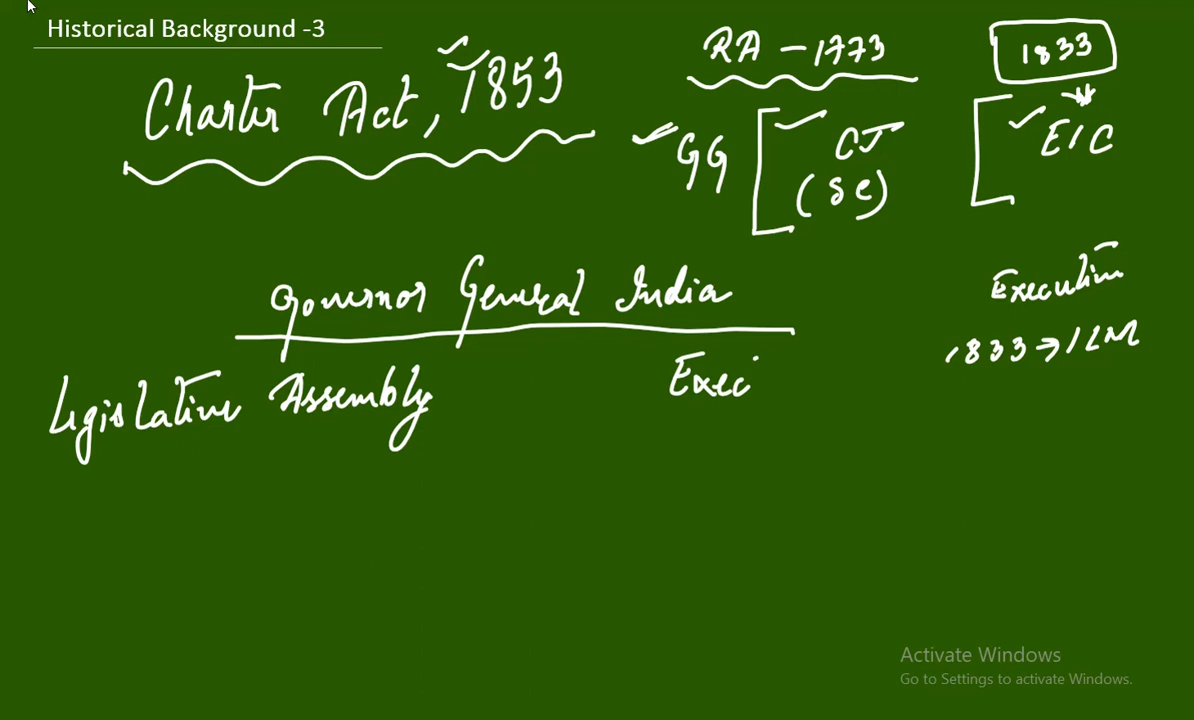 Historical Background -3
Charter Act, 1853
RA - 1773
1833
GG
CJ
(SC)
EIC
Governor General India
Executive
1833 → 1LM
Legislative Assembly
Exec
Activate Windows
Go to Settings to activate Windows.